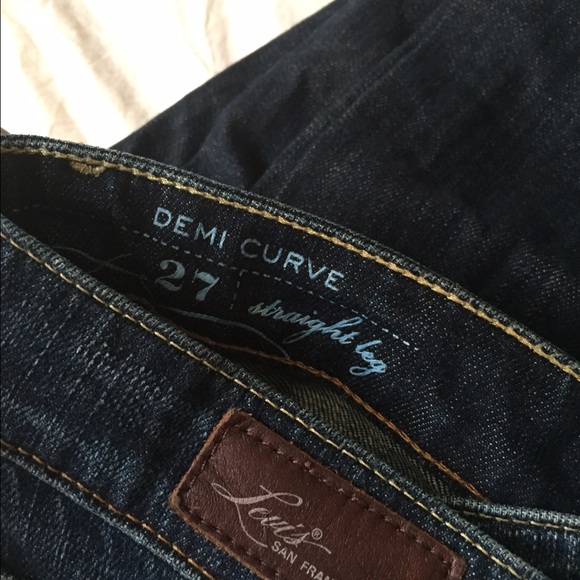 DEMI CURVE
27 straight leg
Levi's®
SAN FRAN